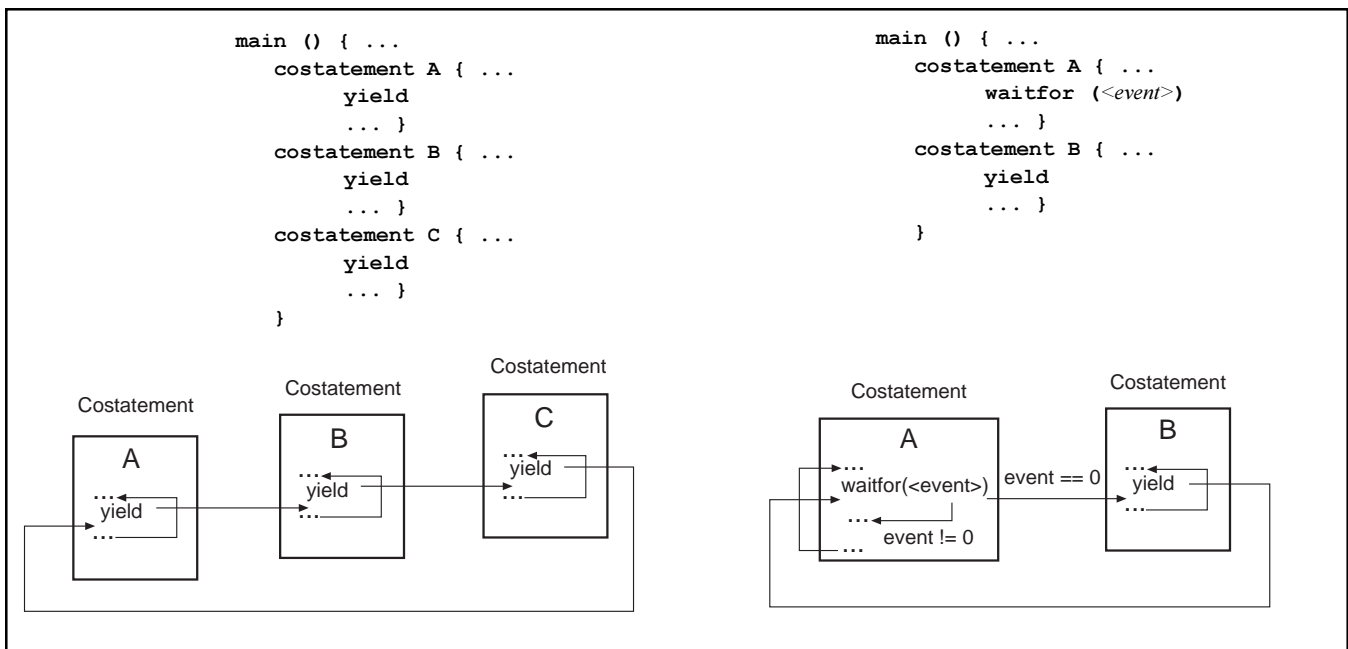 main () { ...
costatement A { ...
yield
... }
costatement B { ...
yield
... }
costatement C { ...
yield
... }
}
main () { ...
costatement A { ...
waitfor (<event>)
... }
costatement B { ...
yield
... }
}
Costatement
A
...
yield
...
Costatement
B
...
yield
...
Costatement
C
...
yield
...
Costatement
A
...
waitfor(<event>)
...
event != 0
...
event == 0
Costatement
B
...
yield
...